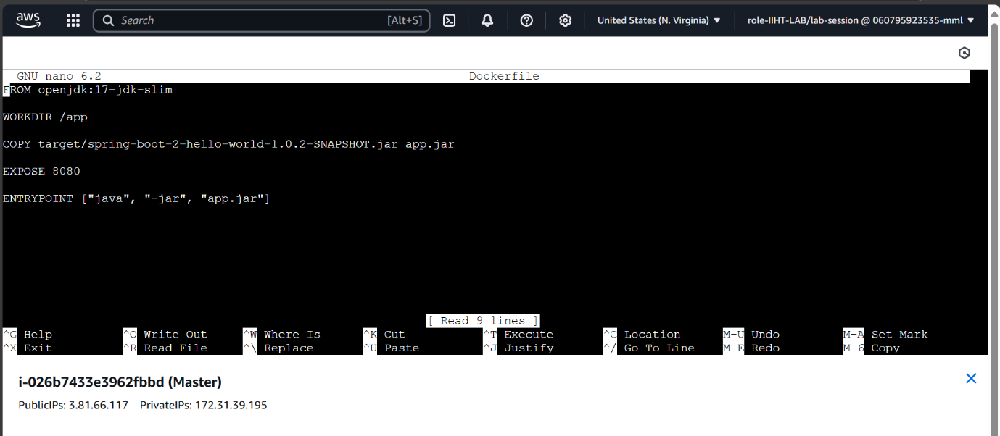 aws Search [Alt+S] United States (N. Virginia) ▼ role-IIHT-LAB/lab-session @ 060795923535-mml ▼
GNU nano 6.2 Dockerfile
FROM openjdk:17-jdk-slim
WORKDIR /app
COPY target/spring-boot-2-hello-world-1.0.2-SNAPSHOT.jar app.jar
EXPOSE 8080
ENTRYPOINT ["java", "-jar", "app.jar"]
[ Read 9 lines ]
^G Help ^O Write Out ^W Where Is ^K Cut ^T Execute ^C Location M-U Undo M-A Set Mark
^X Exit ^R Read File ^\ Replace ^U Paste ^J Justify ^/ Go To Line M-E Redo M-6 Copy
i-026b7433e3962fbbd (Master)
PublicIPs: 3.81.66.117 PrivateIPs: 172.31.39.195